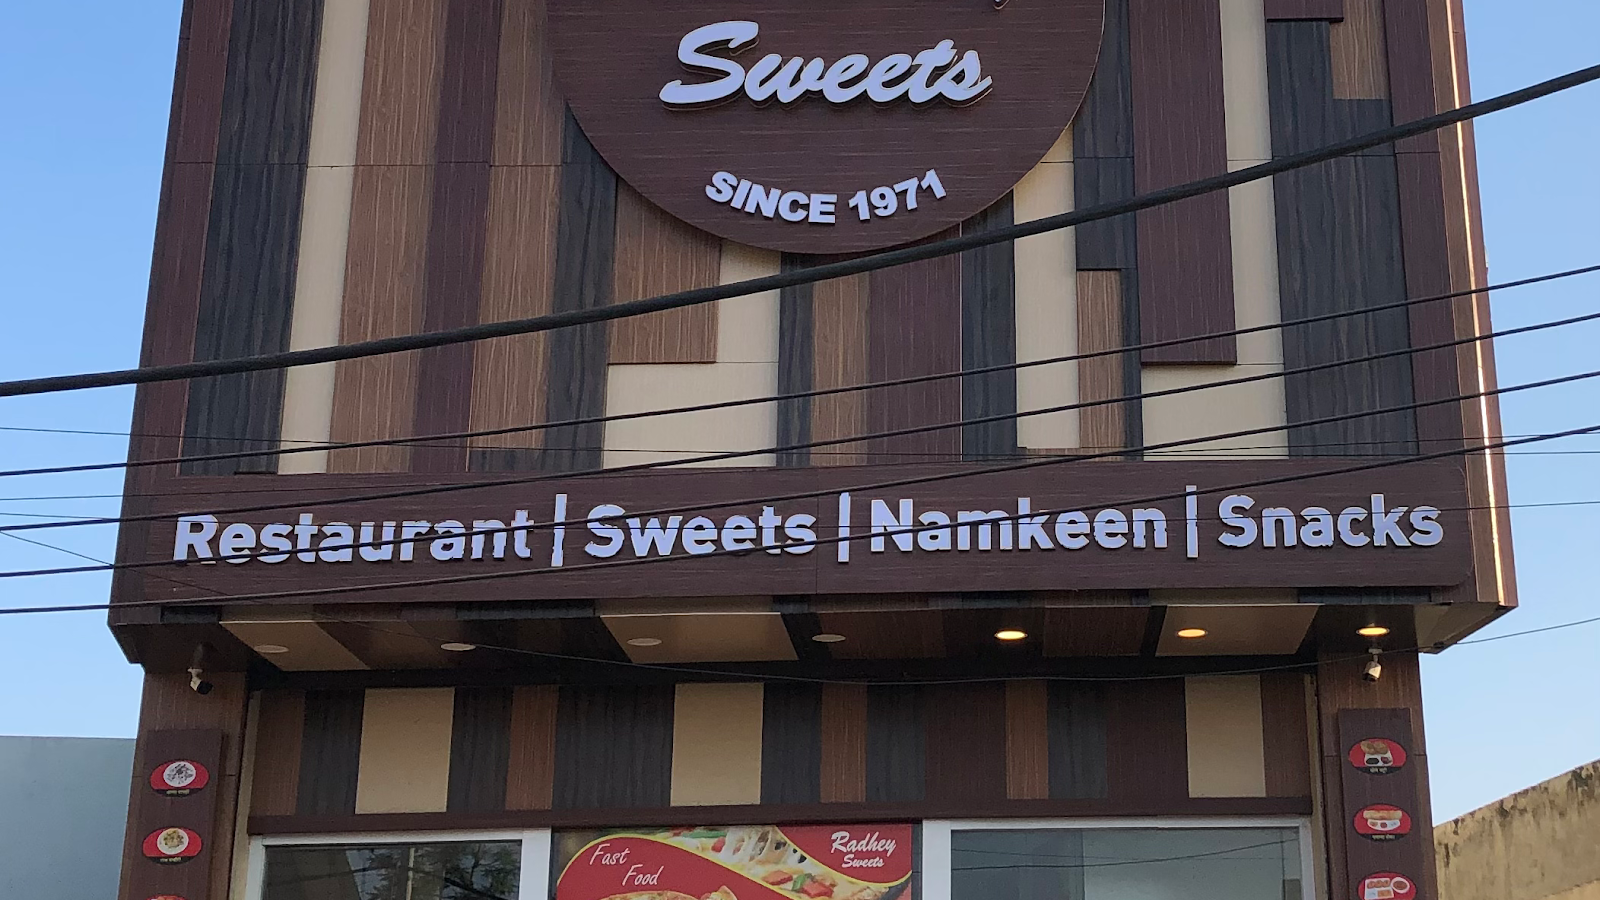 Sweets
SINCE 1971
Restaurant | Sweets | Namkeen | Snacks
Fast
Food
Radhey
Sweets